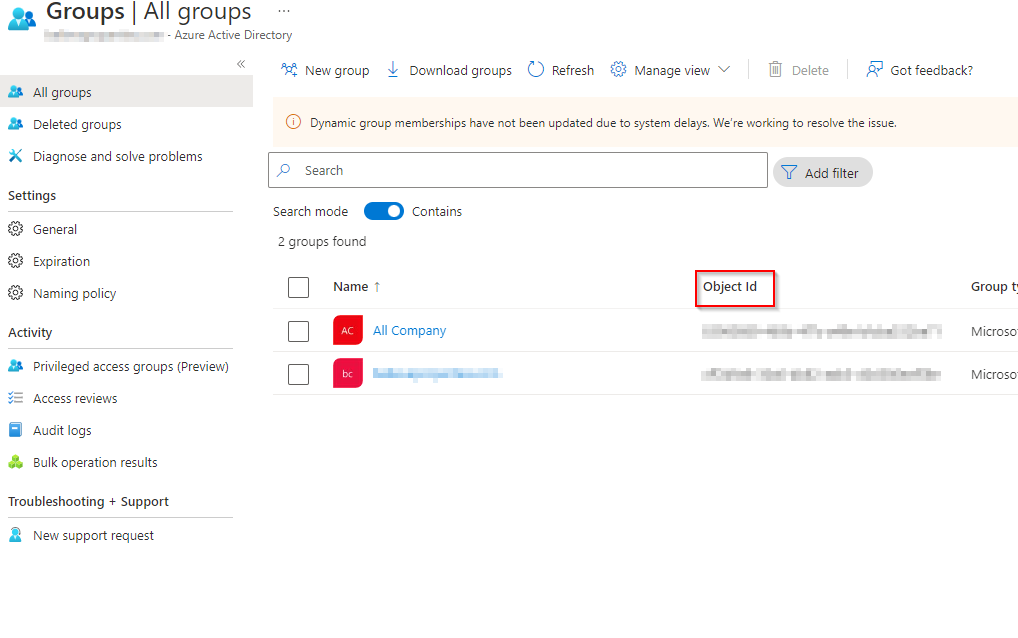 Groups | All groups ...
- Azure Active Directory
«
New group Download groups Refresh Manage view Delete Got feedback?
All groups
Deleted groups
Diagnose and solve problems
Settings
General
Expiration
Naming policy
Activity
Privileged access groups (Preview)
Access reviews
Audit logs
Bulk operation results
Troubleshooting + Support
New support request
Dynamic group memberships have not been updated due to system delays. We're working to resolve the issue.
Search
Add filter
Search mode Contains
2 groups found
Name ↑ Object Id Group ty
AC All Company Microso
bc Microso